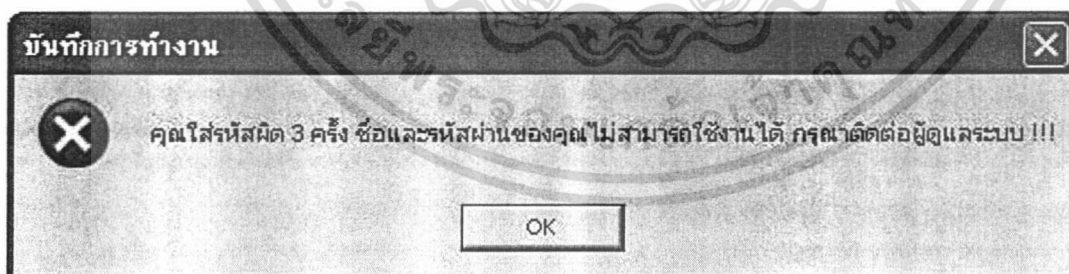 บันทึกการทำงาน
คุณใส่รหัสผิด 3 ครั้ง ชื่อและรหัสผ่านของคุณไม่สามารถใช้งานได้ กรุณาติดต่อผู้ดูแลระบบ !!!
OK